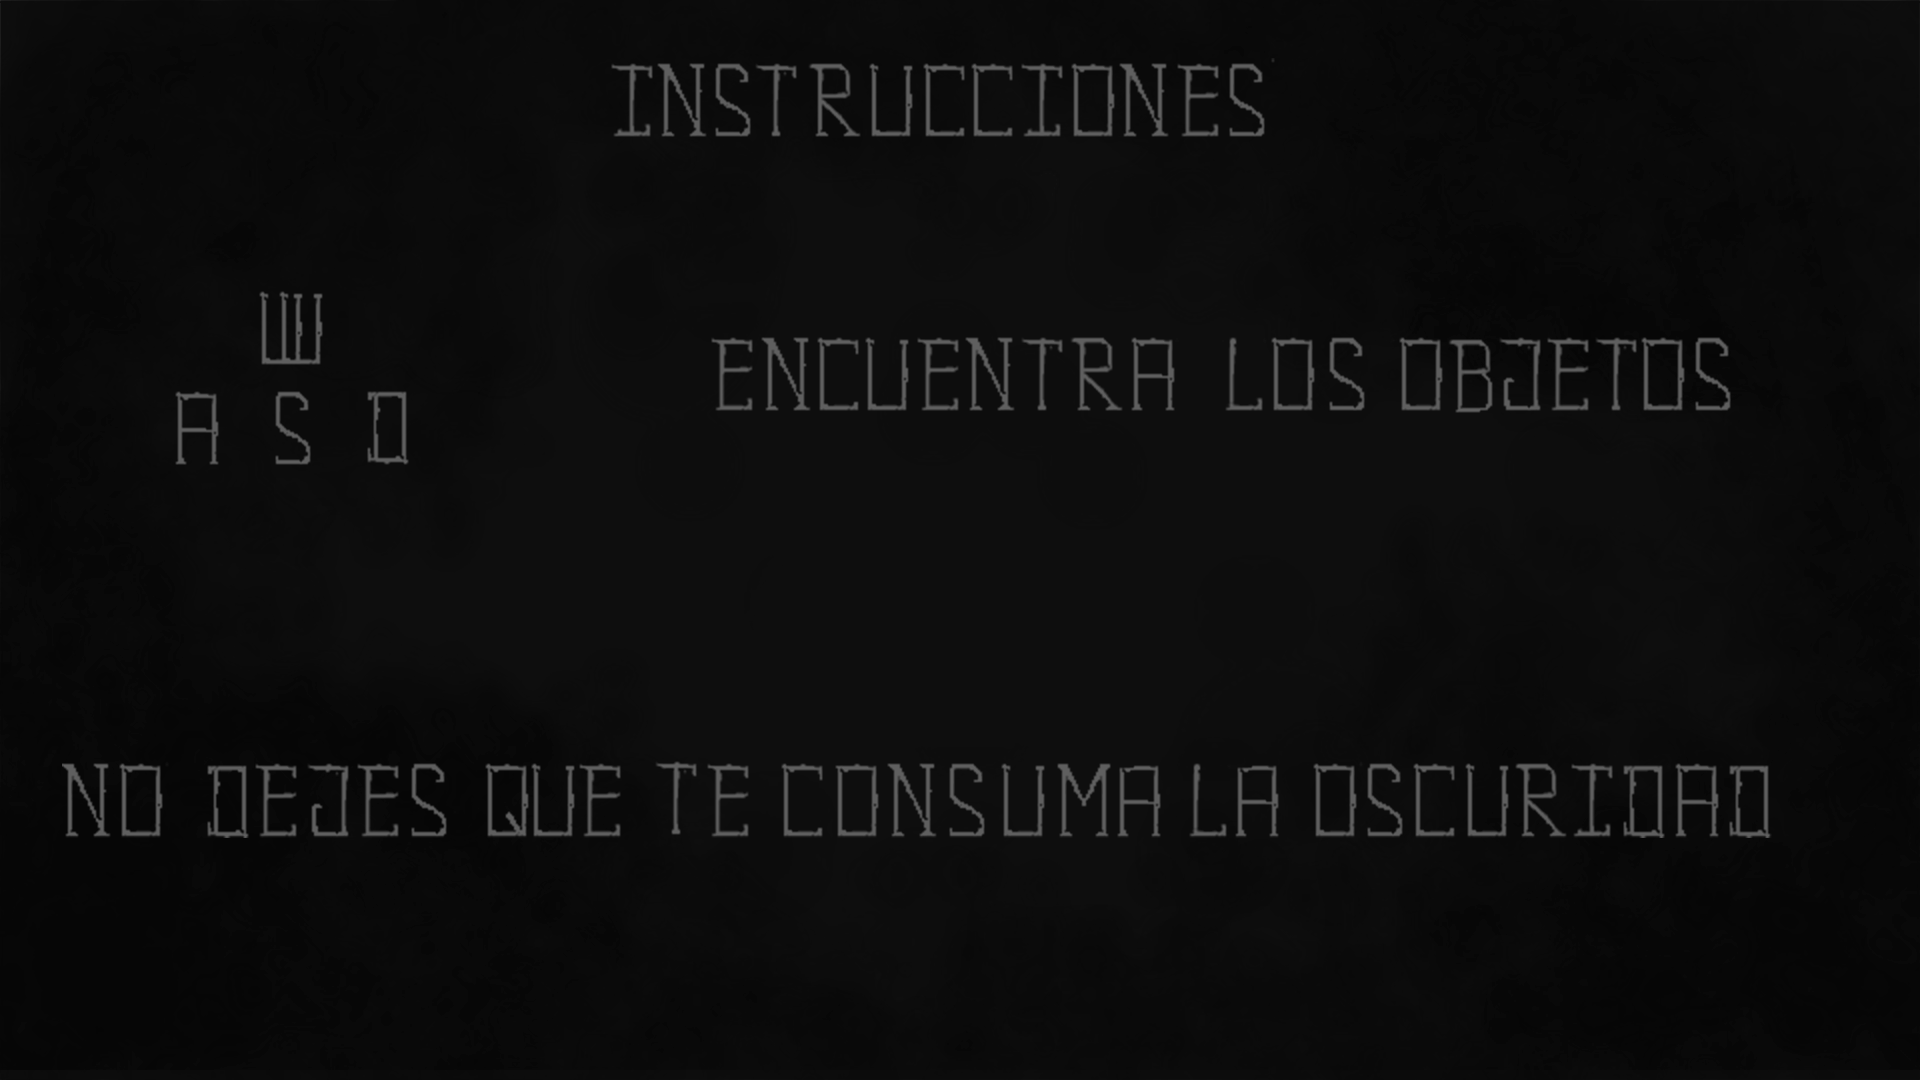 INSTRUCCIONES
W
A S D
ENCUENTRA LOS OBJETOS
NO DEJES QUE TE CONSUMA LA OSCURIDAD